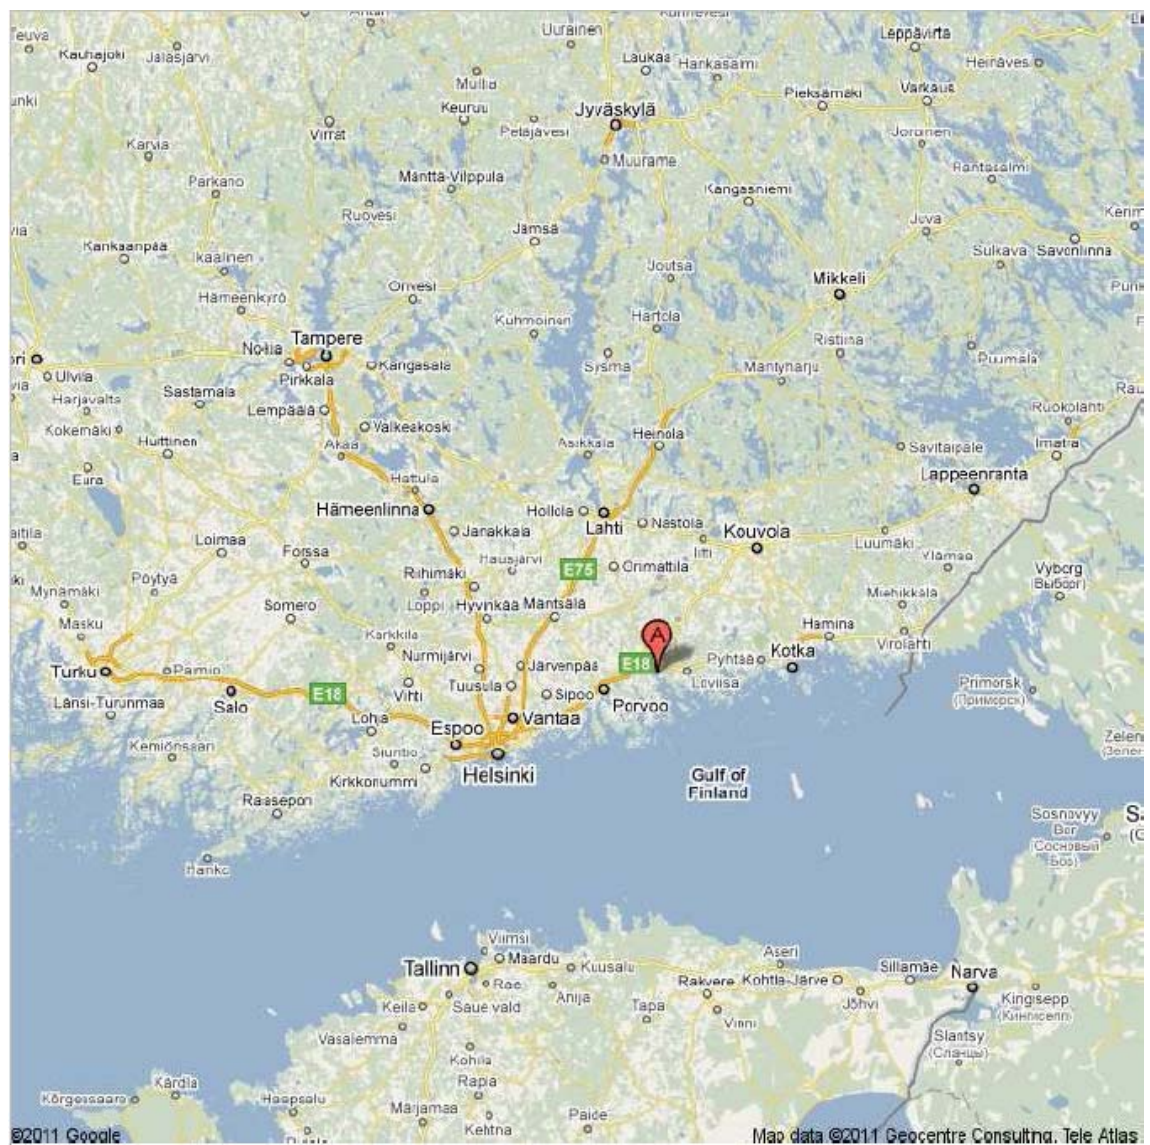 Uurainen
Leppävirta
Kauhajoki
Jalasjärvi
Laukaa
Hankasalmi
Heinäves
Multia
Pieksämäki
Varkaus
Keuruu
Jyväskylä
Virrat
Petäjävesi
Joroinen
Karvia
Muurame
Rantasalmi
Mänttä-Vilppula
Parkano
Kangasniemi
Ruovesi
Juva
Kerim
Jämsä
Kankaanpää
Ikaalinen
Sulkava
Savonlinna
Joutsa
Mikkeli
Orivesi
Hämeenkyrö
Kuhmoinen
Hartola
Tampere
Ristiina
Nokia
Kangasala
Sysmä
Mäntyharju
Puumala
Pirkkala
Ulvila
Sastamala
Harjavalta
Lempäälä
Ruokolahti
Kokemäki
Valkeakoski
Huittinen
Akaa
Asikkala
Heinola
Savitaipale
Imatra
Eura
Hattula
Lappeenranta
Hämeenlinna
Hollola
Lahti
Nastola
Janakkala
Kouvola
Loimaa
Iitti
Luumäki
Forssa
Hausjärvi
E75
Orimattila
Ylämaa
Pöytyä
Riihimäki
Vyborg
(Выборг)
Mynämäki
Loppi
Hyvinkää
Mäntsälä
Miehikkälä
Somero
Masku
Karkkila
A
Hamina
Virolahti
Nurmijärvi
Järvenpää
E18
Pyhtää
Kotka
Turku
Paimio
Loviisa
Vihti
Tuusula
Sipoo
Primorsk
(Приморск)
E18
Länsi-Turunmaa
Salo
Porvoo
Lohja
Espoo
Vantaa
Kemiönsaari
Siuntio
Zelen
Kirkkonummi
Helsinki
Gulf of
Finland
Raasepori
Sosnovyy
Bor
(Сосновый
Бор)
Hanko
Viimsi
Maardu
Aseri
Tallinn
Kuusalu
Sillamäe
Narva
Rae
Rakvere
Kohtla-Järve
Keila
Saue vald
Anija
Jõhvi
Kingisepp
(Кингисепп)
Tapa
Vinni
Vasalemma
Slantsy
(Сланцы)
Kohila
Kärdla
Rapla
Kõrgessaare
Haapsalu
Märjamaa
Kehtna
Paide
©2011 Google
Map data ©2011 Geocentre Consulting, Tele Atlas